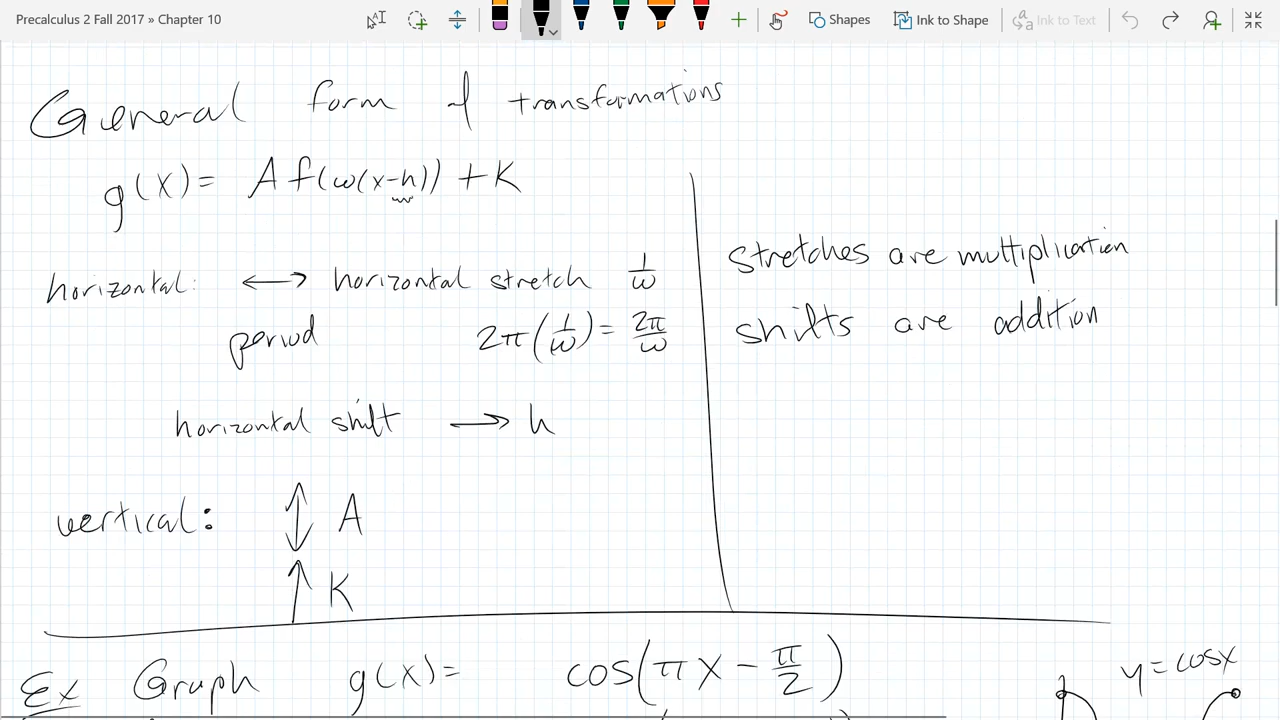 Precalculus 2 Fall 2017 » Chapter 10
Shapes
Ink to Shape
Ink to Text
General form of transformations
g(x) = A f(ω(x-h)) + K
horizontal: ↔ horizontal stretch 1/ω
period 2π(1/ω) = 2π/ω
horizontal shift → h
vertical: ↕ A
↑ K
stretches are multiplication
shifts are addition
Ex Graph g(x) = cos(πx - π/2)
y = cosx